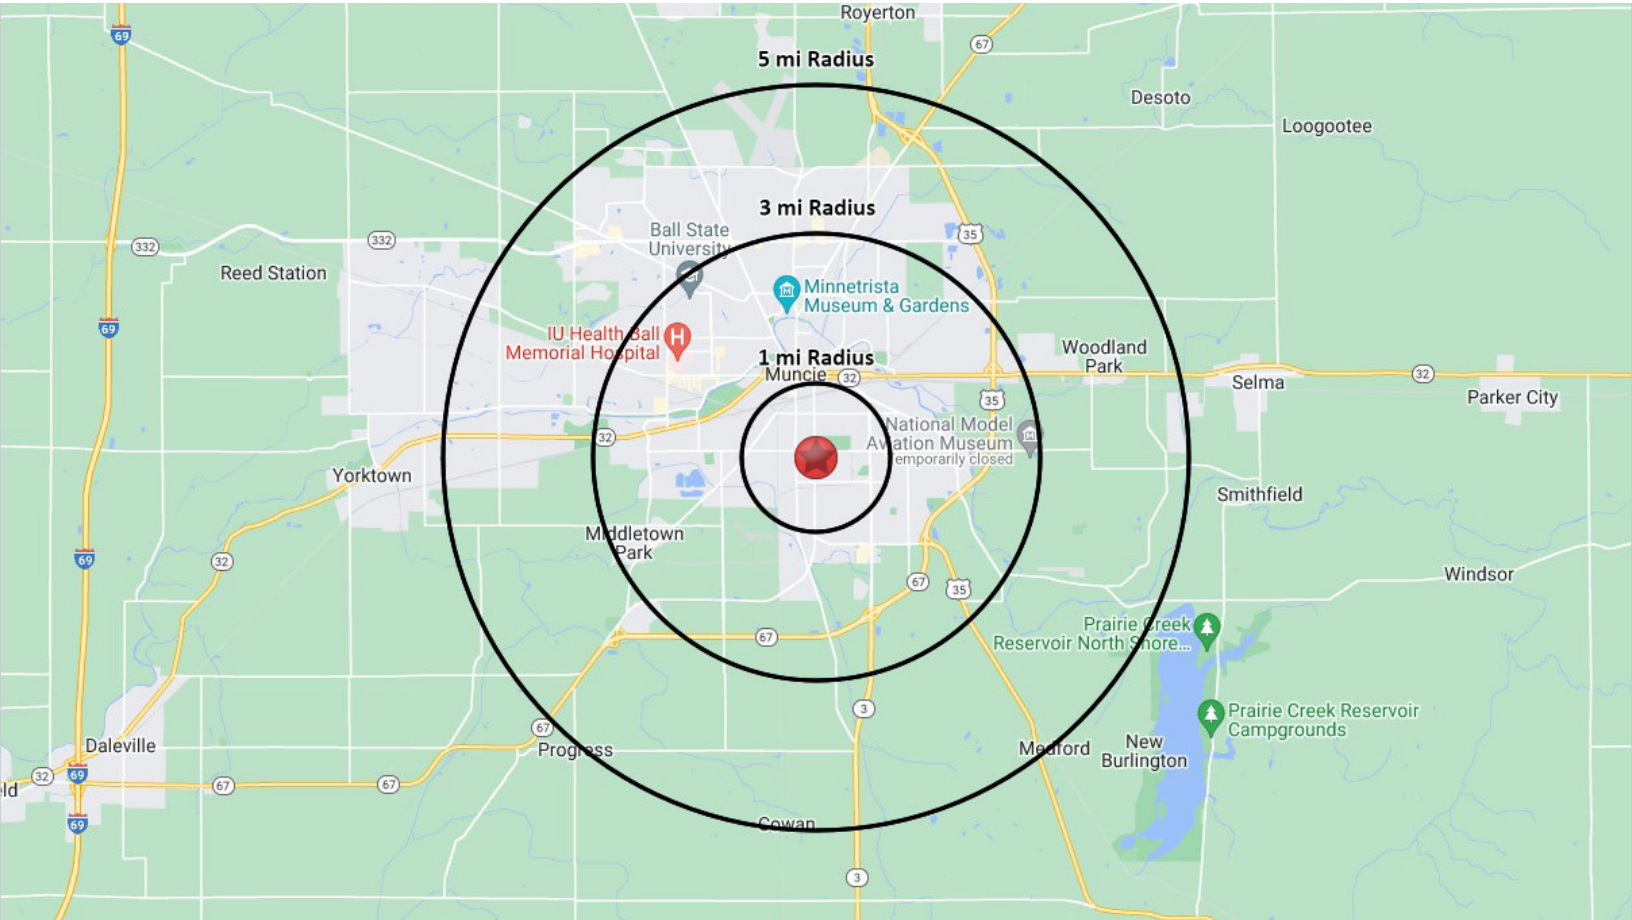 Royerton
69
67
5 mi Radius
Desoto
Loogootee
3 mi Radius
Ball State
University
35
332
332
Reed Station
Minnetrista
Museum & Gardens
69
IU Health Ball
Memorial Hospital
1 mi Radius
Muncie
32
Woodland
Park
Selma
32
Parker City
35
National Model
Aviation Museum
emporarily closed
32
Yorktown
Smithfield
Middletown
Park
69
32
67
35
Windsor
Prairie Creek
Reservoir North Shore...
67
3
Prairie Creek Reservoir
Campgrounds
67
Progress
Medford
New
Burlington
Daleville
32
69
67
67
ld
69
Cowan
3